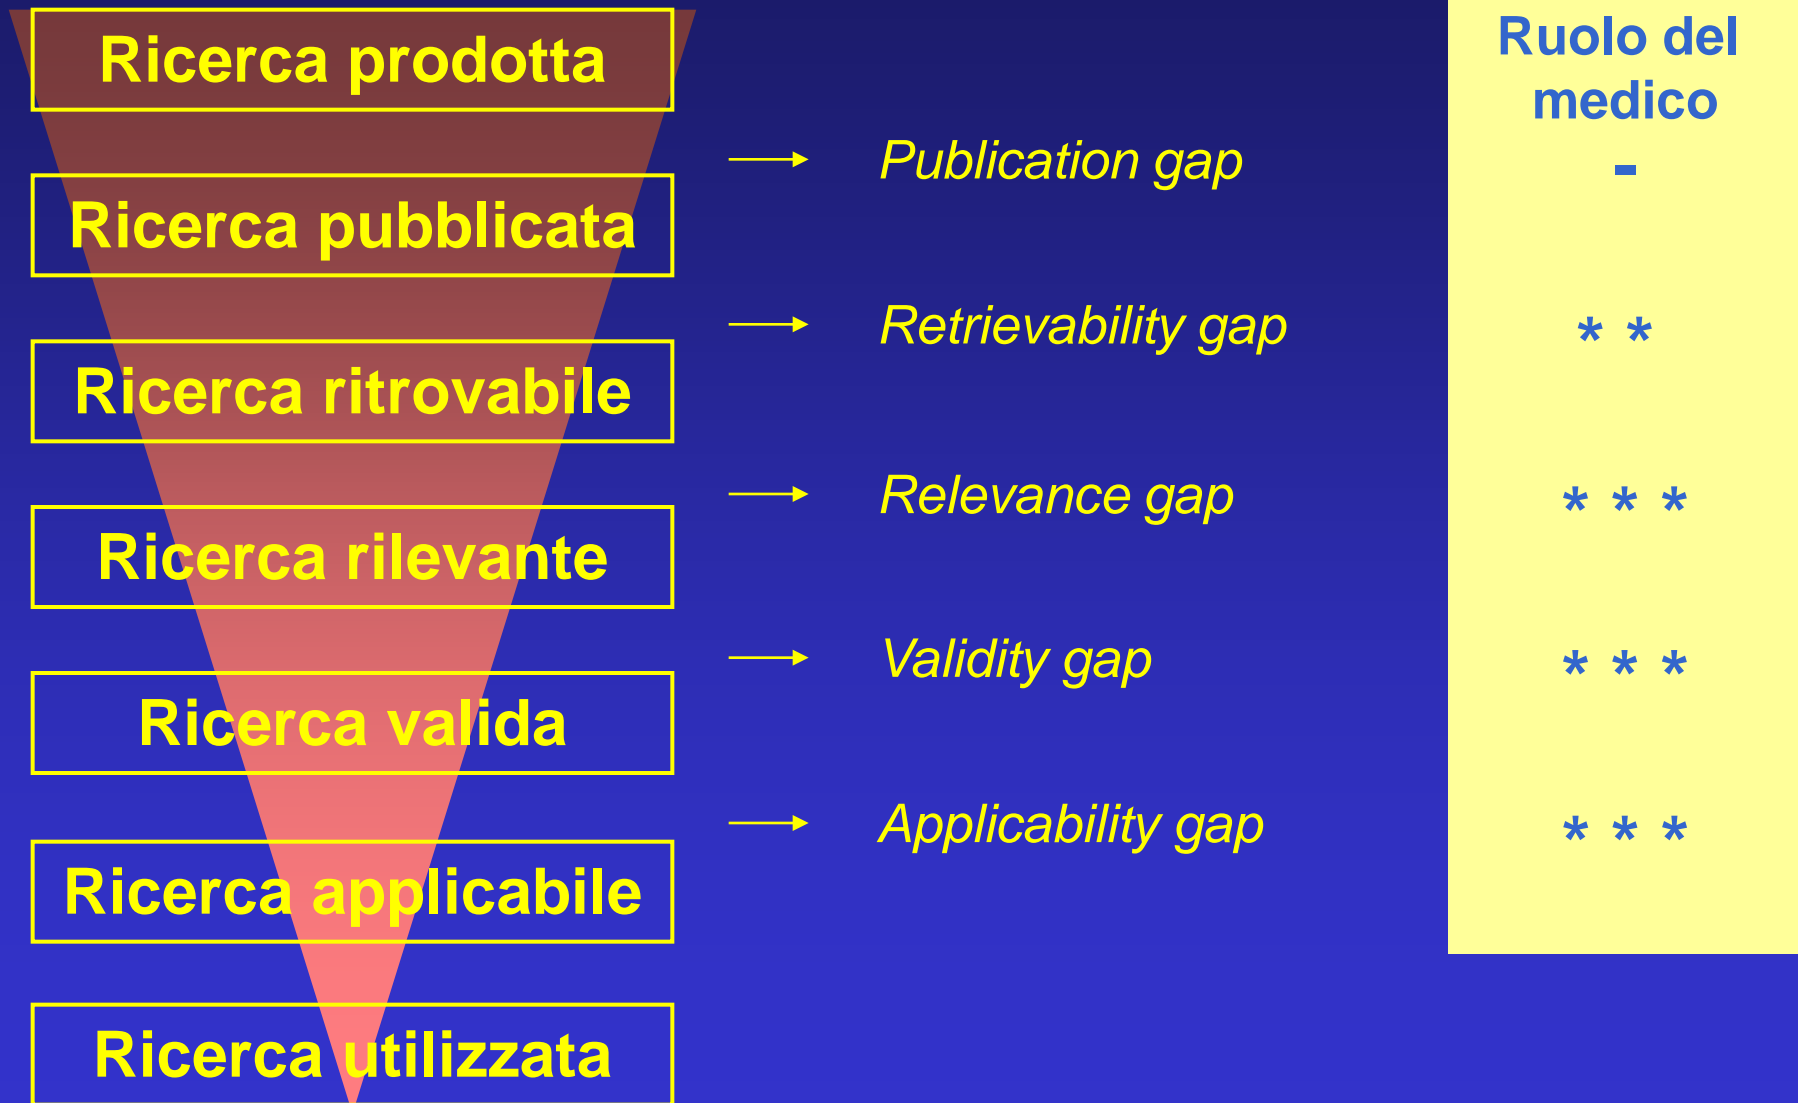 Ricerca prodotta
Ruolo del
medico
Publication gap
-
Ricerca pubblicata
Retrievability gap
* *
Ricerca ritrovabile
Relevance gap
* * *
Ricerca rilevante
Validity gap
* * *
Ricerca valida
Applicability gap
* * *
Ricerca applicabile
Ricerca utilizzata